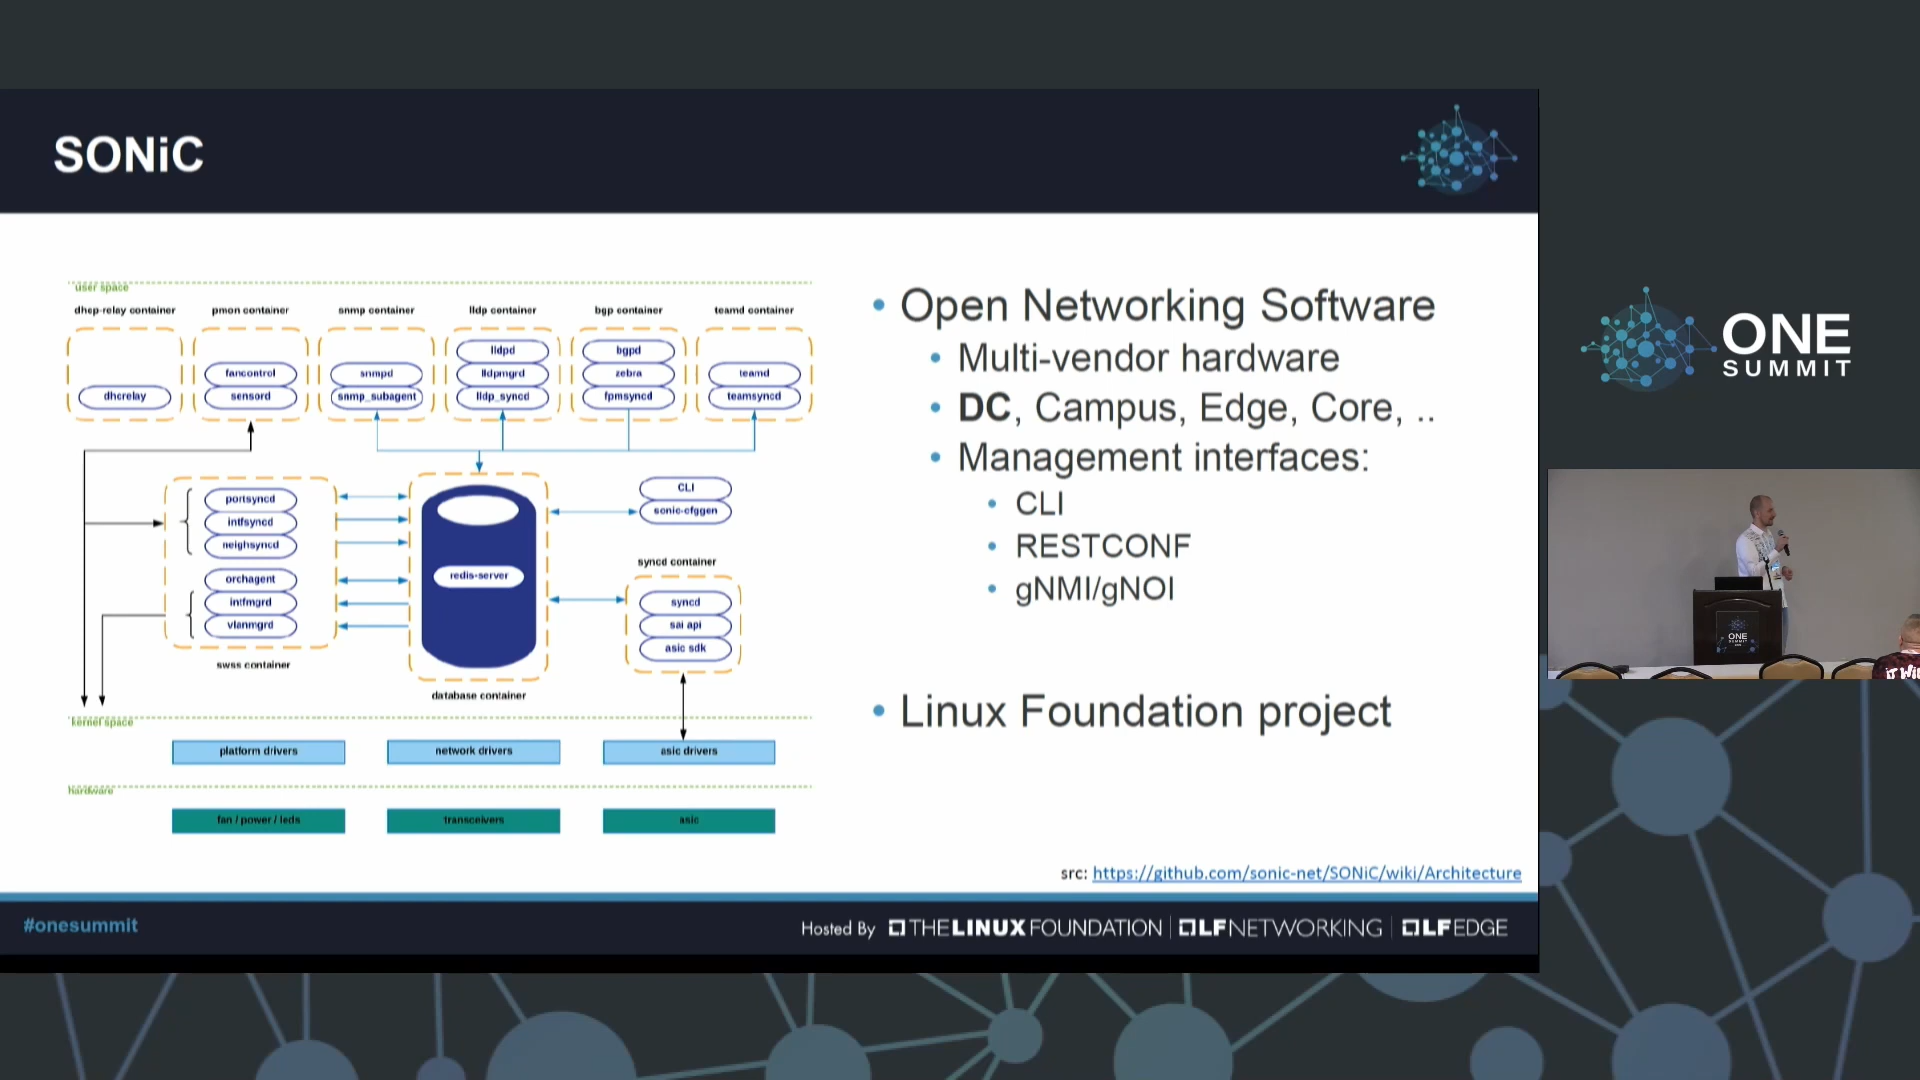 SONiC
user space
dhcp-relay container
pmon container
snmp container
lldp container
bgp container
teamd container
dhcrelay
fancontrol
sensord
snmpd
snmp_subagent
lldpd
lldpmgrd
lldp_syncd
bgpd
zebra
fpmsyncd
teamd
teamsyncd
portsyncd
intfsyncd
neighsyncd
orchagent
intfmgrd
vlanmgrd
swss container
redis-server
database container
CLI
sonic-cfggen
syncd container
syncd
sai api
asic sdk
kernel space
platform drivers
network drivers
asic drivers
hardware
fan / power / leds
transceivers
asic
• Open Networking Software
• Multi-vendor hardware
• DC, Campus, Edge, Core, ..
• Management interfaces:
• CLI
• RESTCONF
• gNMI/gNOI
• Linux Foundation project
src: https://github.com/sonic-net/SONiC/wiki/Architecture
#onesummit
Hosted By THE LINUX FOUNDATION | LF NETWORKING | LF EDGE
ONE
SUMMIT
ONE
SUMMIT